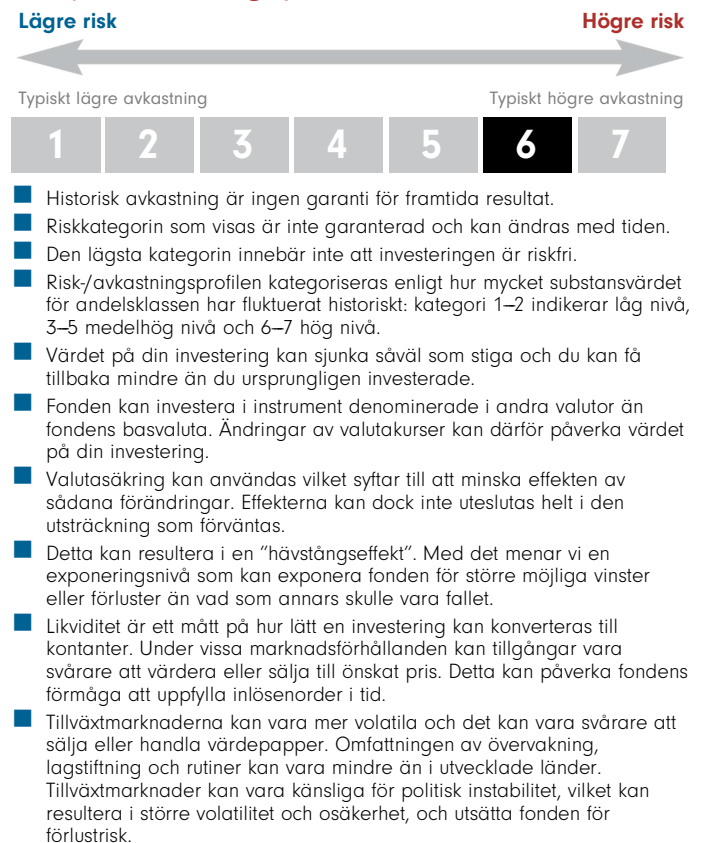 Lägre risk Högre risk
Typiskt lägre avkastning Typiskt högre avkastning
1 2 3 4 5 6 7
Historisk avkastning är ingen garanti för framtida resultat.
Riskkategorin som visas är inte garanterad och kan ändras med tiden.
Den lägsta kategorin innebär inte att investeringen är riskfri.
Risk-/avkastningsprofilen kategoriseras enligt hur mycket substansvärdet
för andelsklassen har fluktuerat historiskt: kategori 1–2 indikerar låg nivå,
3–5 medelhög nivå och 6–7 hög nivå.
Värdet på din investering kan sjunka såväl som stiga och du kan få
tillbaka mindre än du ursprungligen investerade.
Fonden kan investera i instrument denominerade i andra valutor än
fondens basvaluta. Ändringar av valutakurser kan därför påverka värdet
på din investering.
Valutasäkring kan användas vilket syftar till att minska effekten av
sådana förändringar. Effekterna kan dock inte uteslutas helt i den
utsträckning som förväntas.
Detta kan resultera i en ”hävstångseffekt”. Med det menar vi en
exponeringsnivå som kan exponera fonden för större möjliga vinster
eller förluster än vad som annars skulle vara fallet.
Likviditet är ett mått på hur lätt en investering kan konverteras till
kontanter. Under vissa marknadsförhållanden kan tillgångar vara
svårare att värdera eller sälja till önskat pris. Detta kan påverka fondens
förmåga att uppfylla inlösenorder i tid.
Tillväxtmarknaderna kan vara mer volatila och det kan vara svårare att
sälja eller handla värdepapper. Omfattningen av övervakning,
lagstiftning och rutiner kan vara mindre än i utvecklade länder.
Tillväxtmarknader kan vara känsliga för politisk instabilitet, vilket kan
resultera i större volatilitet och osäkerhet, och utsätta fonden för
förlustrisk.